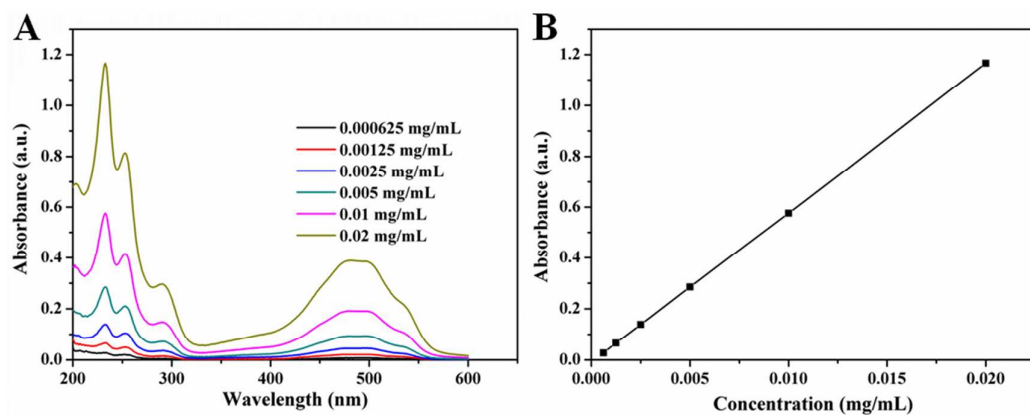 A
1.2
1.0
0.8
0.6
0.4
0.2
0.0
Absorbance (a.u.)
0.000625 mg/mL
0.00125 mg/mL
0.0025 mg/mL
0.005 mg/mL
0.01 mg/mL
0.02 mg/mL
200 300 400 500 600
Wavelength (nm)
B
1.2
1.0
0.8
0.6
0.4
0.2
0.0
Absorbance (a.u.)
0.000 0.005 0.010 0.015 0.020
Concentration (mg/mL)